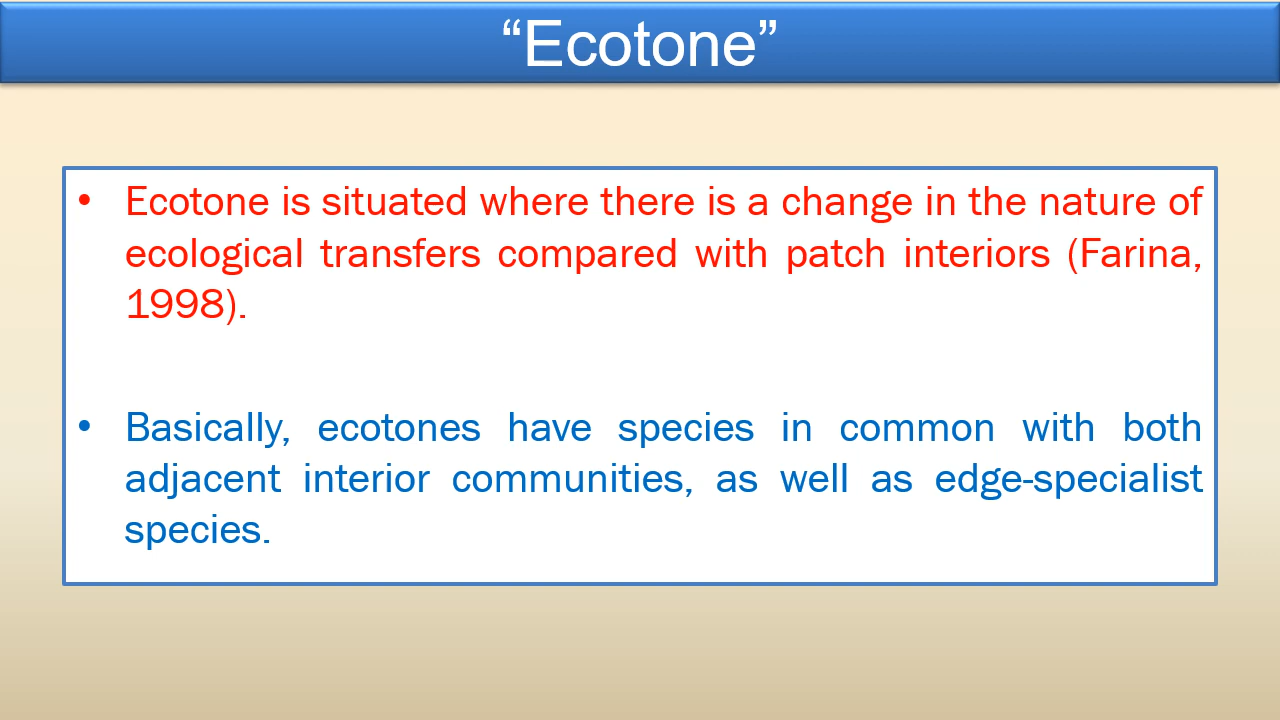 “Ecotone”
• Ecotone is situated where there is a change in the nature of
ecological transfers compared with patch interiors (Farina,
1998).
• Basically, ecotones have species in common with both
adjacent interior communities, as well as edge-specialist
species.